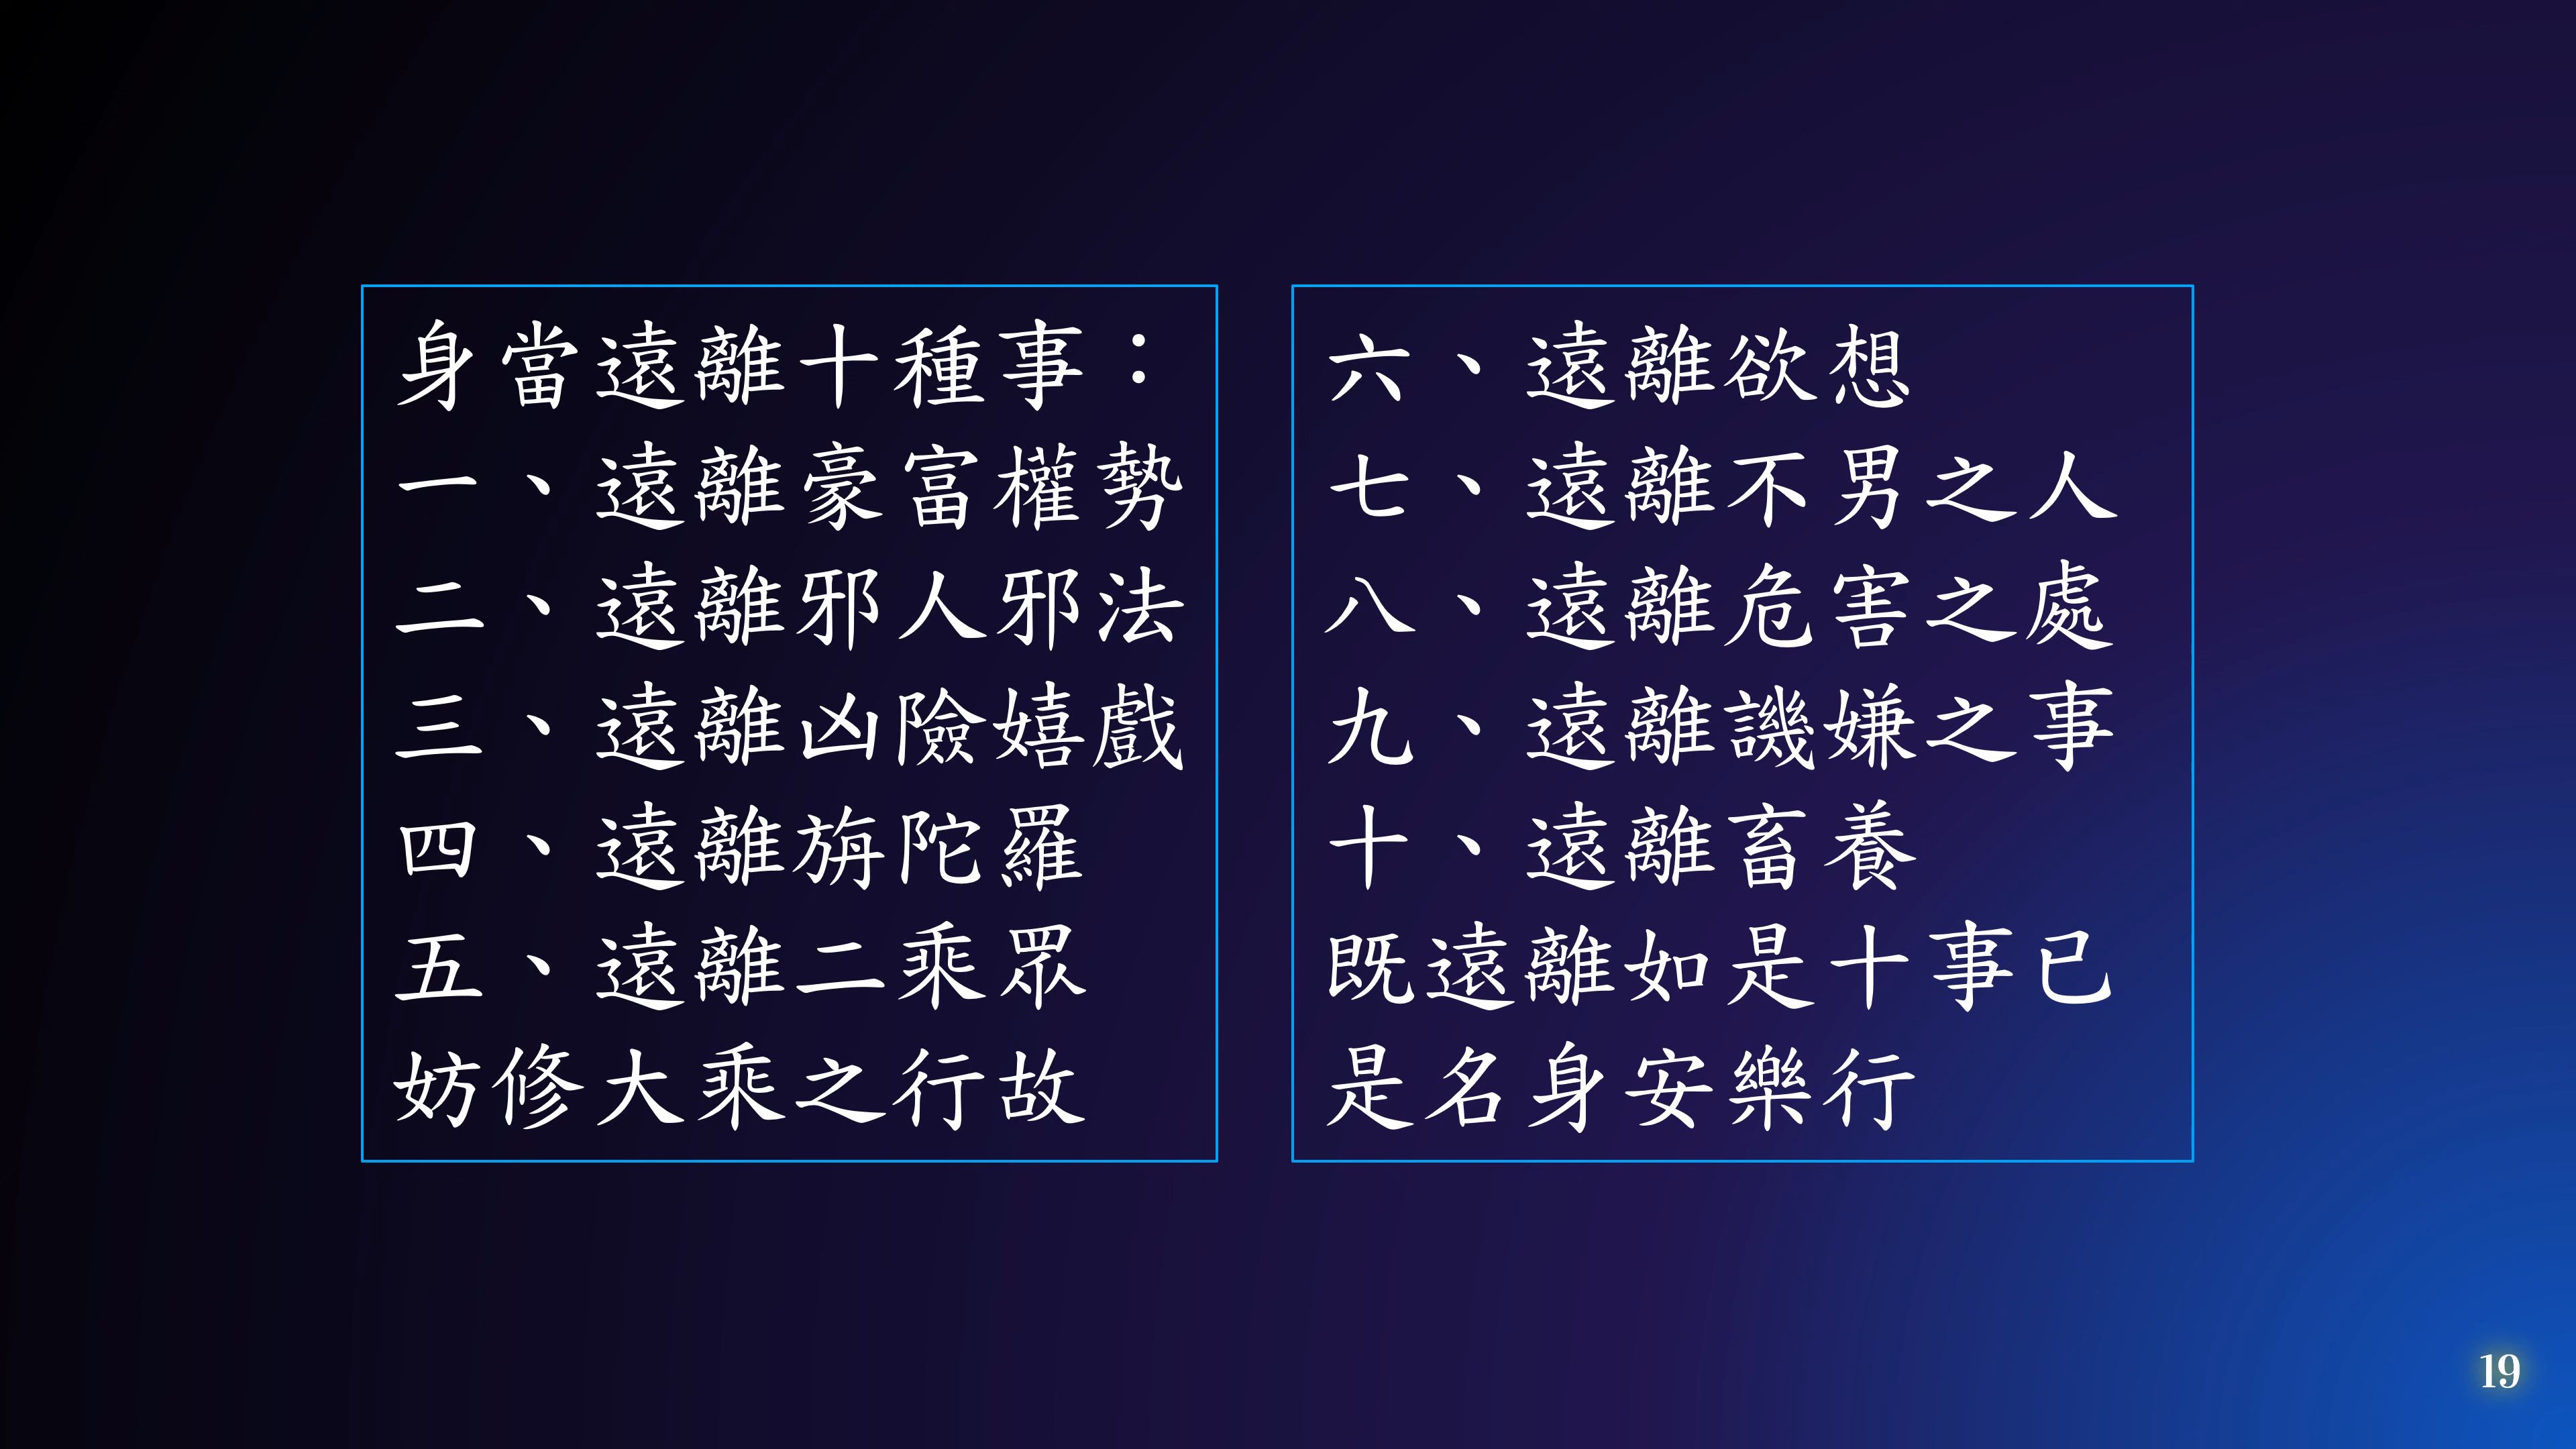 身當遠離十種事：
一、遠離豪富權勢
二、遠離邪人邪法
三、遠離凶險嬉戲
四、遠離旃陀羅
五、遠離二乘眾
妨修大乘之行故
六、遠離欲想
七、遠離不男之人
八、遠離危害之處
九、遠離譏嫌之事
十、遠離畜養
既遠離如是十事已
是名身安樂行
19